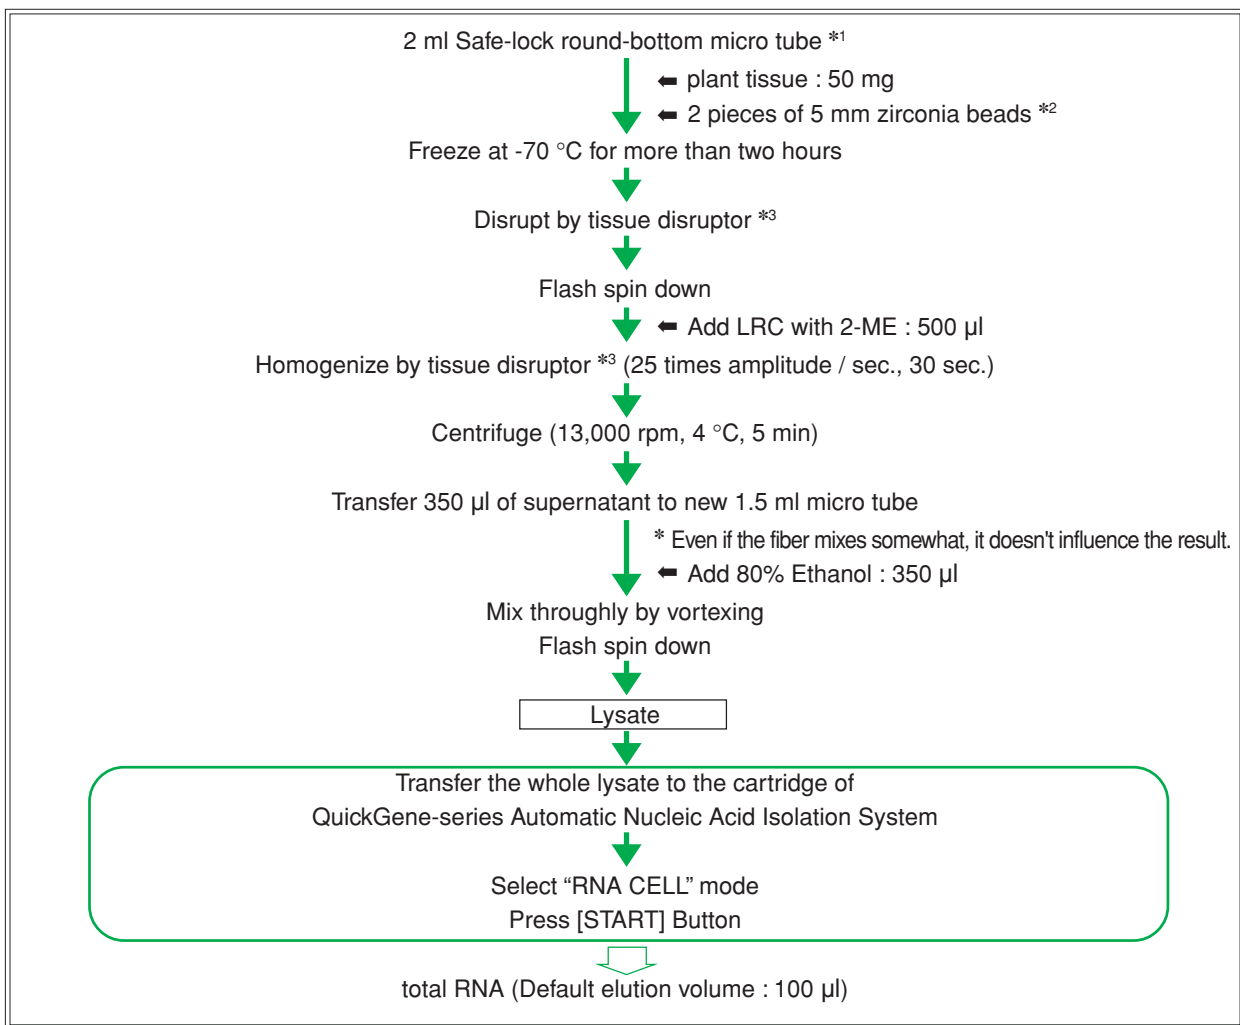 2 ml Safe-lock round-bottom micro tube *1
⬅ plant tissue : 50 mg
⬅ 2 pieces of 5 mm zirconia beads *2
Freeze at -70 °C for more than two hours
Disrupt by tissue disruptor *3
Flash spin down
⬅ Add LRC with 2-ME : 500 µl
Homogenize by tissue disruptor *3 (25 times amplitude / sec., 30 sec.)
Centrifuge (13,000 rpm, 4 °C, 5 min)
Transfer 350 µl of supernatant to new 1.5 ml micro tube
* Even if the fiber mixes somewhat, it doesn't influence the result.
⬅ Add 80% Ethanol : 350 µl
Mix throughly by vortexing
Flash spin down
Lysate
Transfer the whole lysate to the cartridge of
QuickGene-series Automatic Nucleic Acid Isolation System
Select “RNA CELL” mode
Press [START] Button
total RNA (Default elution volume : 100 µl)